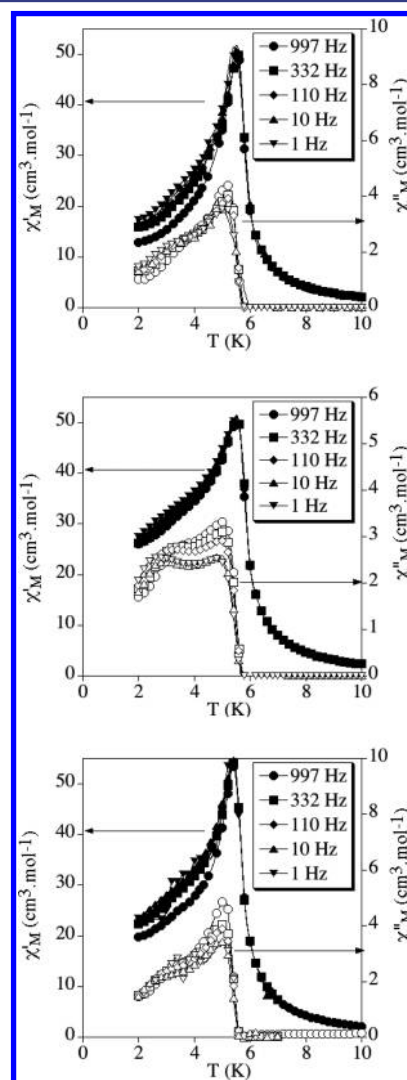 50
40
30
20
10
0
χ'M (cm3.mol-1)
10
8
6
4
2
0
χ"M (cm3.mol-1)
997 Hz
332 Hz
110 Hz
10 Hz
1 Hz
0 2 4 6 8 10
T (K)
50
40
30
20
10
0
χ'M (cm3.mol-1)
6
5
4
3
2
1
0
χ"M (cm3.mol-1)
997 Hz
332 Hz
110 Hz
10 Hz
1 Hz
0 2 4 6 8 10
T (K)
50
40
30
20
10
0
χ'M (cm3.mol-1)
10
8
6
4
2
0
χ"M (cm3.mol-1)
997 Hz
332 Hz
110 Hz
10 Hz
1 Hz
0 2 4 6 8 10
T (K)